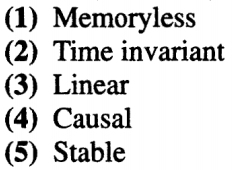 (1) Memoryless
(2) Time invariant
(3) Linear
(4) Causal
(5) Stable